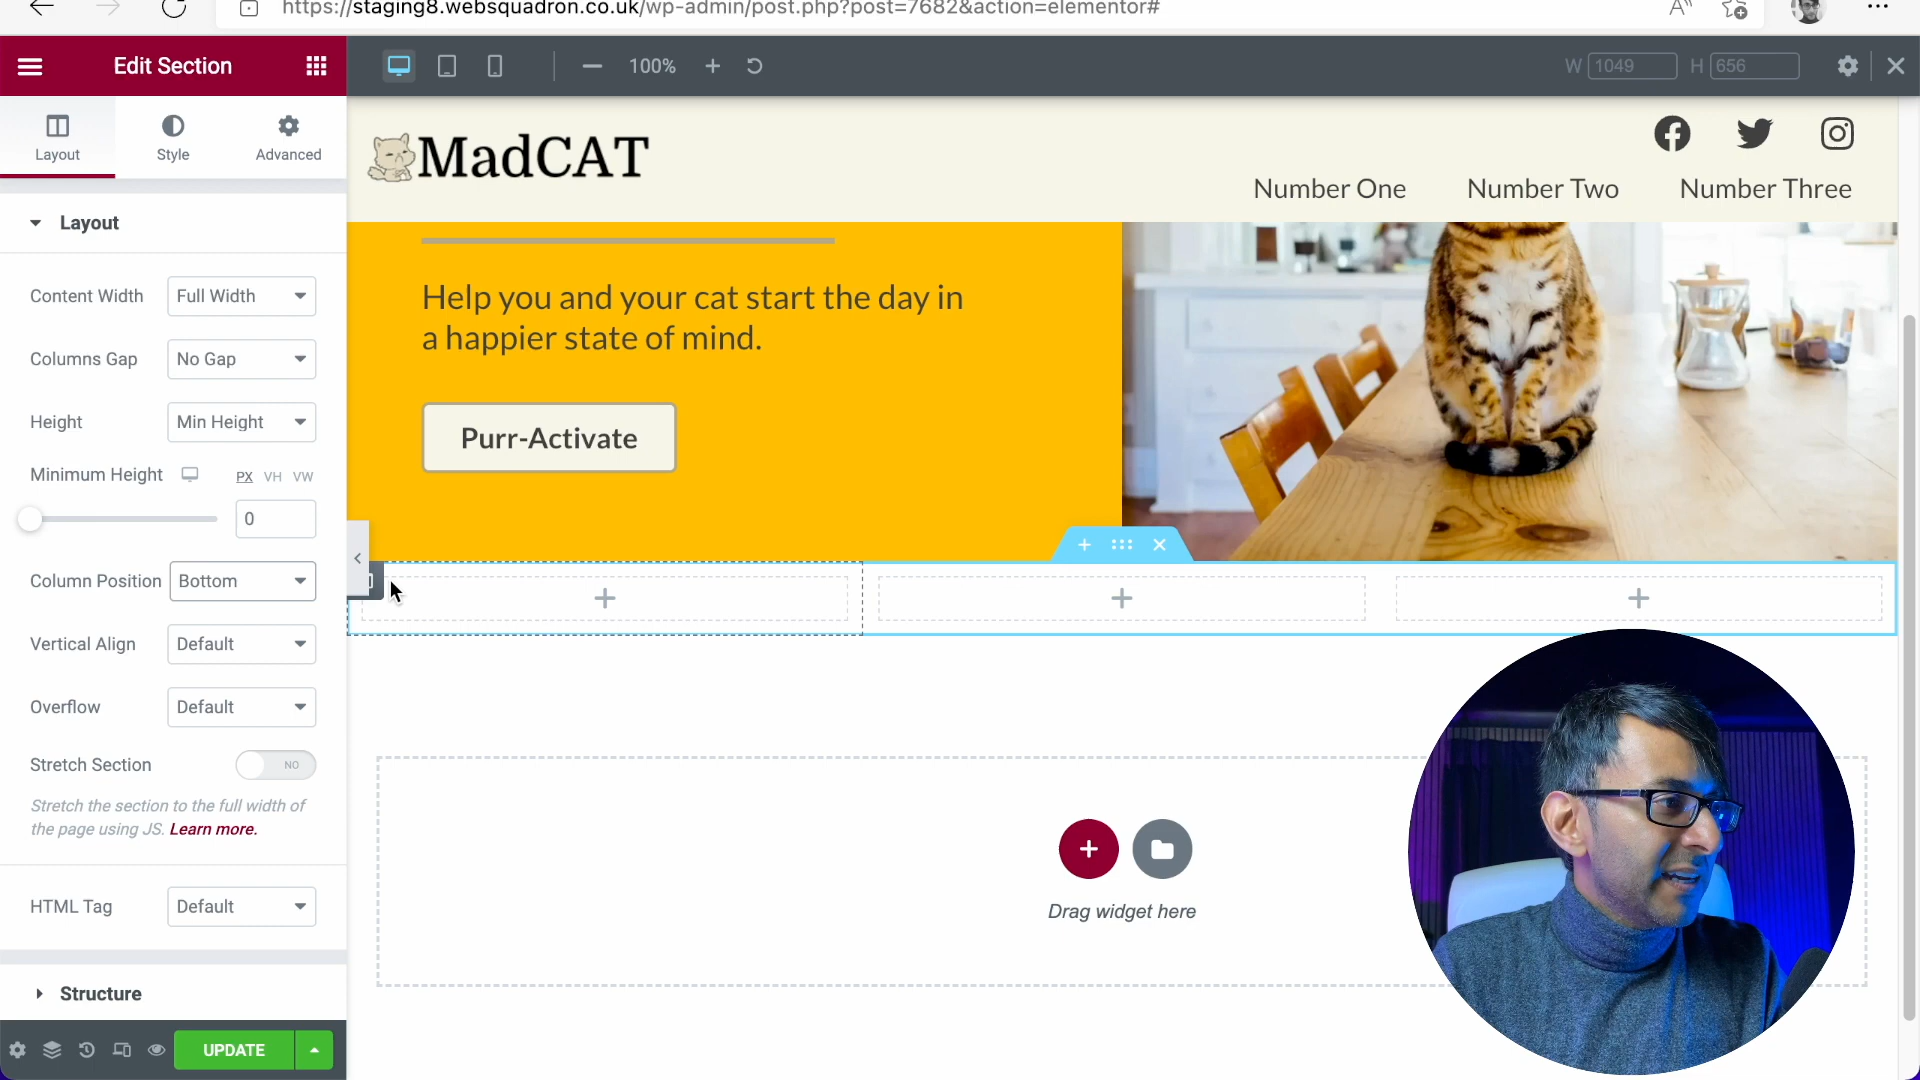 https://staging8.websquadron.co.uk/wp-admin/post.php?post=7682&action=elementor#
Edit Section
100%
W 1049 H 656
Layout
Style
Advanced
MadCAT
Number One
Number Two
Number Three
Layout
Content Width Full Width
Columns Gap No Gap
Height Min Height
Minimum Height PX VH VW
0
Column Position Bottom
Vertical Align Default
Overflow Default
Stretch Section NO
Stretch the section to the full width of
the page using JS. Learn more.
HTML Tag Default
Structure
UPDATE
Help you and your cat start the day in
a happier state of mind.
Purr-Activate
Drag widget here